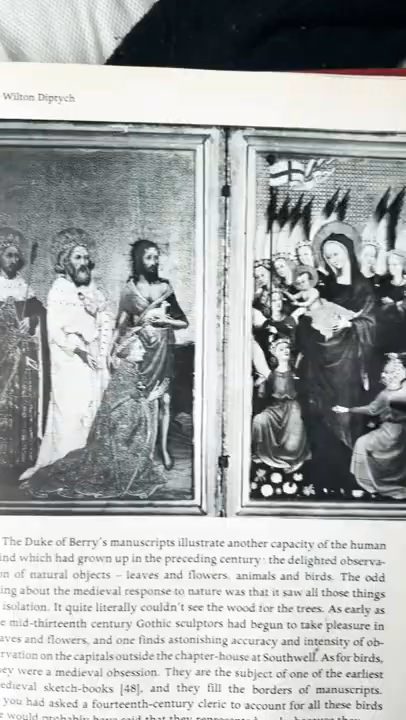 Wilton Diptych
The Duke of Berry's manuscripts illustrate another capacity of the human
ind which had grown up in the preceding century: the delighted observa-
on of natural objects – leaves and flowers, animals and birds. The odd
ing about the medieval response to nature was that it saw all those things
isolation. It quite literally couldn't see the wood for the trees. As early as
e mid-thirteenth century Gothic sculptors had begun to take pleasure in
aves and flowers, and one finds astonishing accuracy and intensity of ob-
rvation on the capitals outside the chapter-house at Southwell. As for birds,
ey were a medieval obsession. They are the subject of one of the earliest
edieval sketch-books [48], and they fill the borders of manuscripts.
you had asked a fourteenth-century cleric to account for all these birds
would probably have said that they represented